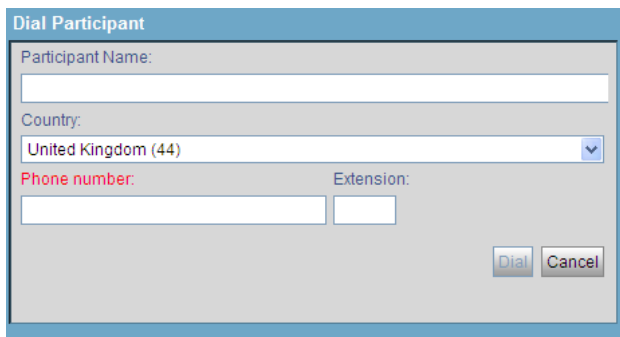 Dial Participant
Participant Name:
Country:
United Kingdom (44)
Phone number: Extension:
Dial Cancel